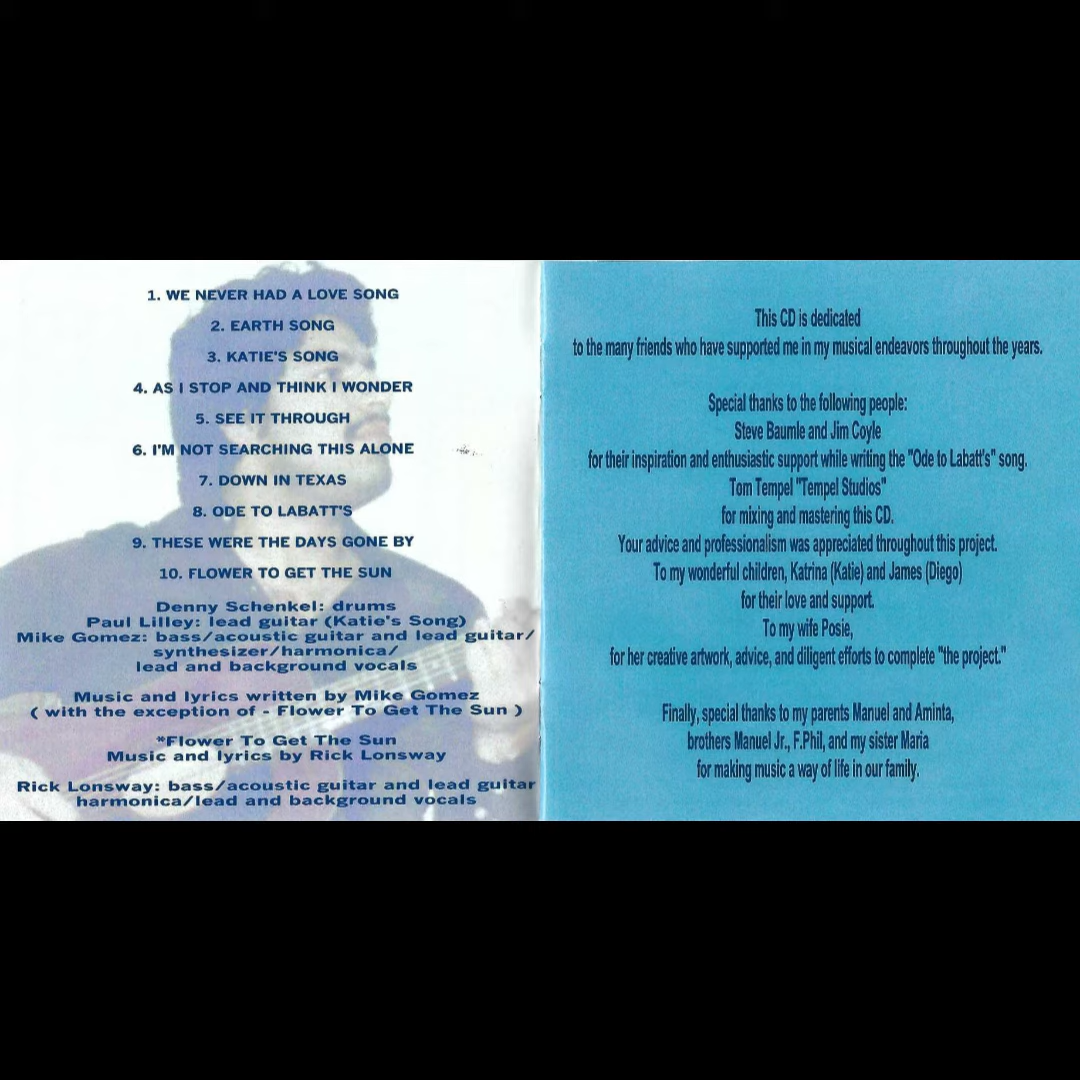 1. WE NEVER HAD A LOVE SONG
2. EARTH SONG
3. KATIE'S SONG
4. AS I STOP AND THINK I WONDER
5. SEE IT THROUGH
6. I'M NOT SEARCHING THIS ALONE
7. DOWN IN TEXAS
8. ODE TO LABATT'S
9. THESE WERE THE DAYS GONE BY
10. FLOWER TO GET THE SUN
Denny Schenkel: drums
Paul Lilley: lead guitar (Katie's Song)
Mike Gomez: bass/acoustic guitar and lead guitar/
synthesizer/harmonica/
lead and background vocals
Music and lyrics written by Mike Gomez
( with the exception of - Flower To Get The Sun )
*Flower To Get The Sun
Music and lyrics by Rick Lonsway
Rick Lonsway: bass/acoustic guitar and lead guitar
harmonica/lead and background vocals
This CD is dedicated
to the many friends who have supported me in my musical endeavors throughout the years.
Special thanks to the following people:
Steve Baumle and Jim Coyle
for their inspiration and enthusiastic support while writing the "Ode to Labatt's" song.
Tom Tempel "Tempel Studios"
for mixing and mastering this CD.
Your advice and professionalism was appreciated throughout this project.
To my wonderful children, Katrina (Katie) and James (Diego)
for their love and support.
To my wife Posie,
for her creative artwork, advice, and diligent efforts to complete "the project."
Finally, special thanks to my parents Manuel and Aminta,
brothers Manuel Jr., F.Phil, and my sister Maria
for making music a way of life in our family.